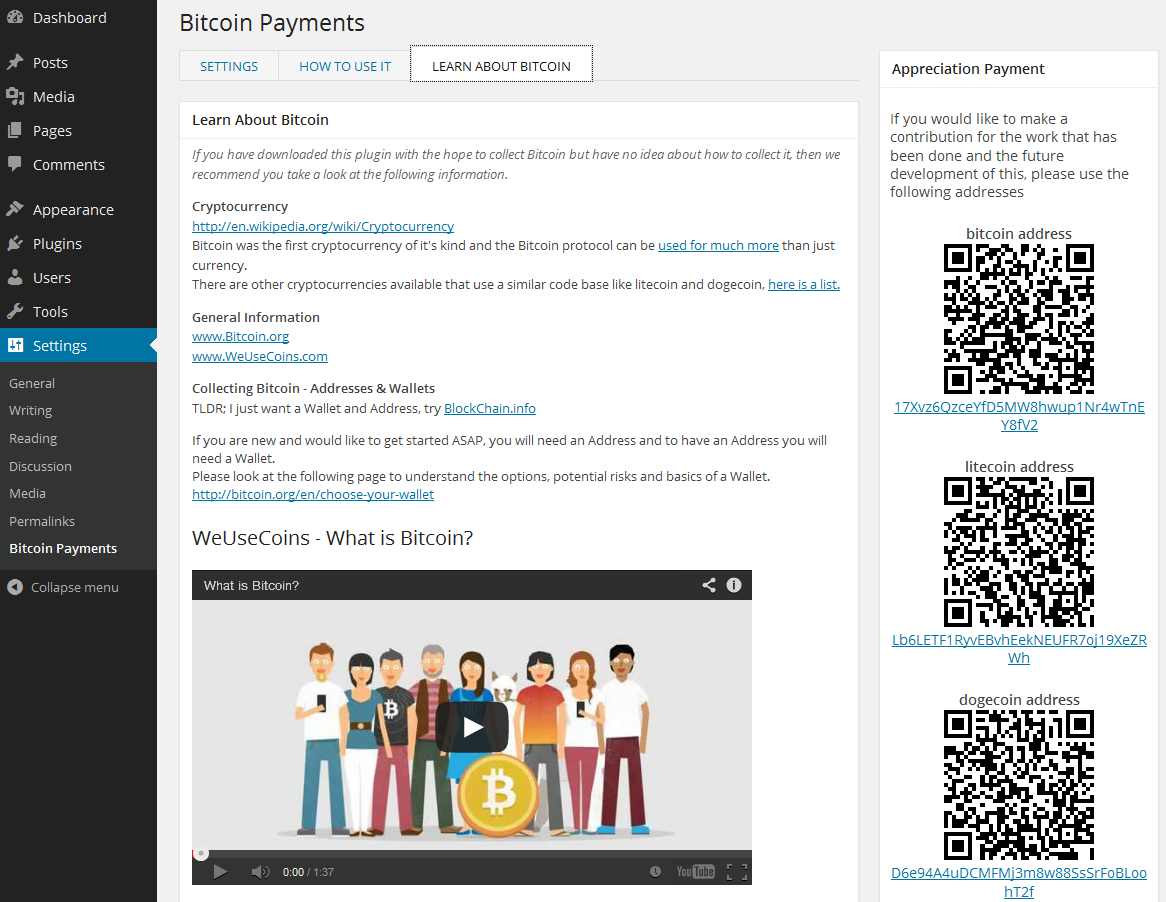 Dashboard
Posts
Media
Pages
Comments
Appearance
Plugins
Users
Tools
Settings
General
Writing
Reading
Discussion
Media
Permalinks
Bitcoin Payments
Collapse menu
Bitcoin Payments
SETTINGS
HOW TO USE IT
LEARN ABOUT BITCOIN
Learn About Bitcoin
If you have downloaded this plugin with the hope to collect Bitcoin but have no idea about how to collect it, then we
recommend you take a look at the following information.
Cryptocurrency
http://en.wikipedia.org/wiki/Cryptocurrency
Bitcoin was the first cryptocurrency of it's kind and the Bitcoin protocol can be used for much more than just
currency.
There are other cryptocurrencies available that use a similar code base like litecoin and dogecoin, here is a list.
General Information
www.Bitcoin.org
www.WeUseCoins.com
Collecting Bitcoin - Addresses & Wallets
TLDR; I just want a Wallet and Address, try BlockChain.info
If you are new and would like to get started ASAP, you will need an Address and to have an Address you will
need a Wallet.
Please look at the following page to understand the options, potential risks and basics of a Wallet.
http://bitcoin.org/en/choose-your-wallet
WeUseCoins - What is Bitcoin?
What is Bitcoin?
0:00 / 1:37
YouTube
Appreciation Payment
If you would like to make a
contribution for the work that has
been done and the future
development of this, please use the
following addresses
bitcoin address
17Xvz6QzceYfD5MW8hwup1Nr4wTnE
Y8fV2
litecoin address
Lb6LETF1RyvEBvhEekNEUFR7oj19XeZR
Wh
dogecoin address
D6e94A4uDCMFMj3m8w88SsSrFoBLoo
hT2f